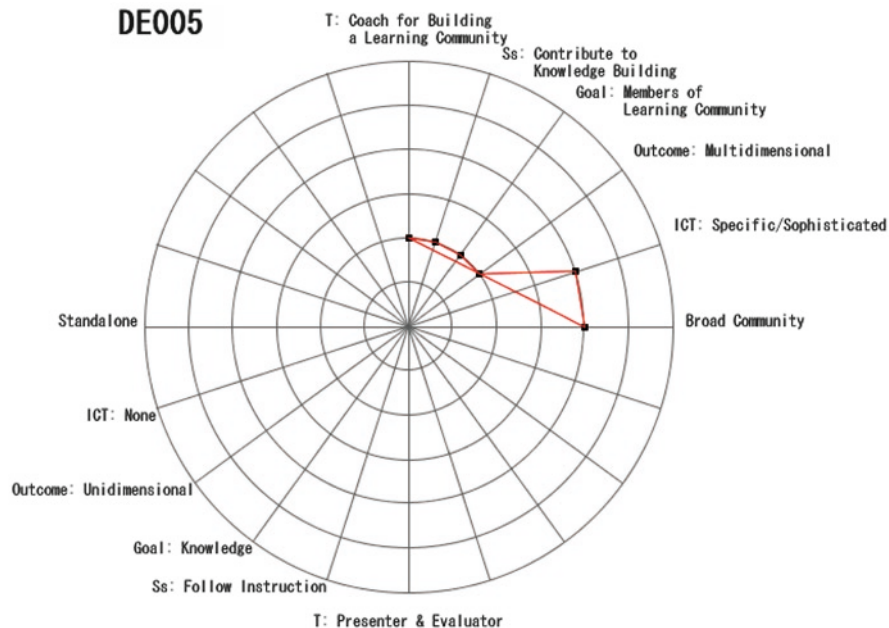 DE005
T: Coach for Building
a Learning Community
Ss: Contribute to
Knowledge Building
Goal: Members of
Learning Community
Outcome: Multidimensional
ICT: Specific/Sophisticated
Broad Community
Standalone
ICT: None
Outcome: Unidimensional
Goal: Knowledge
Ss: Follow Instruction
T: Presenter & Evaluator